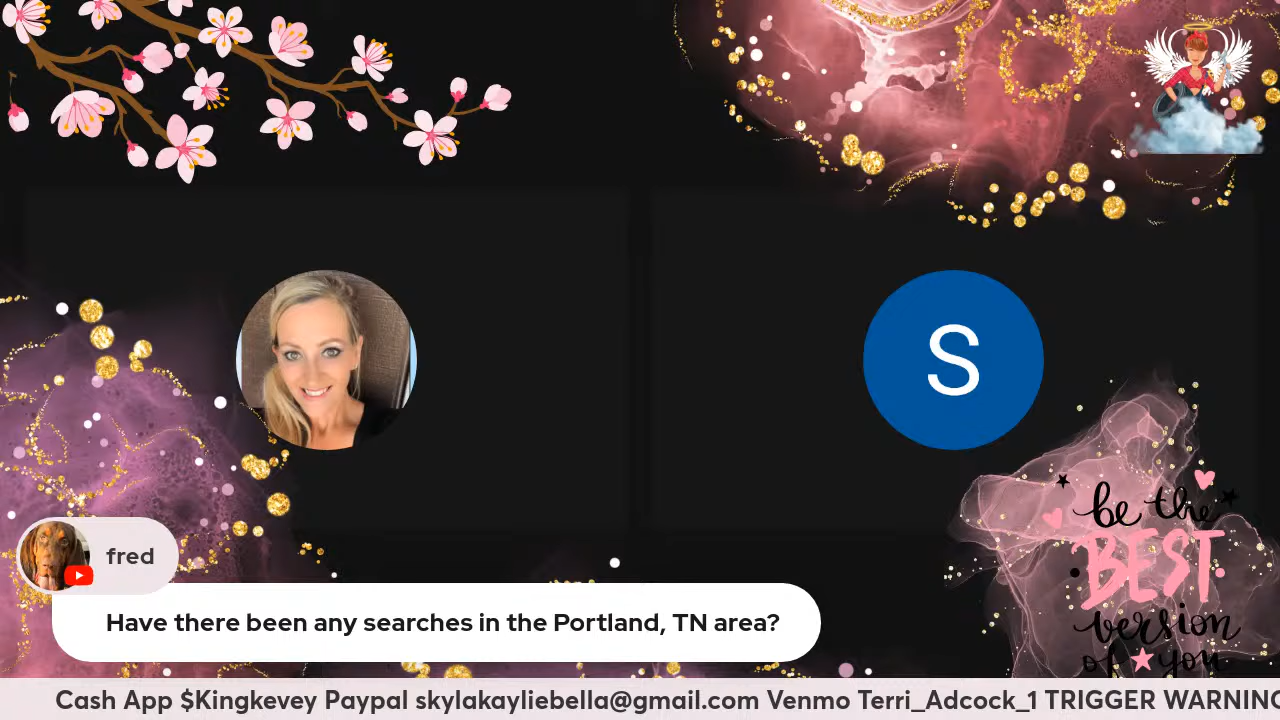 S
be the
BEST
version
of you
fred
Have there been any searches in the Portland, TN area?
Cash App $Kingkevey Paypal skylakayliebella@gmail.com Venmo Terri_Adcock_1 TRIGGER WARNING